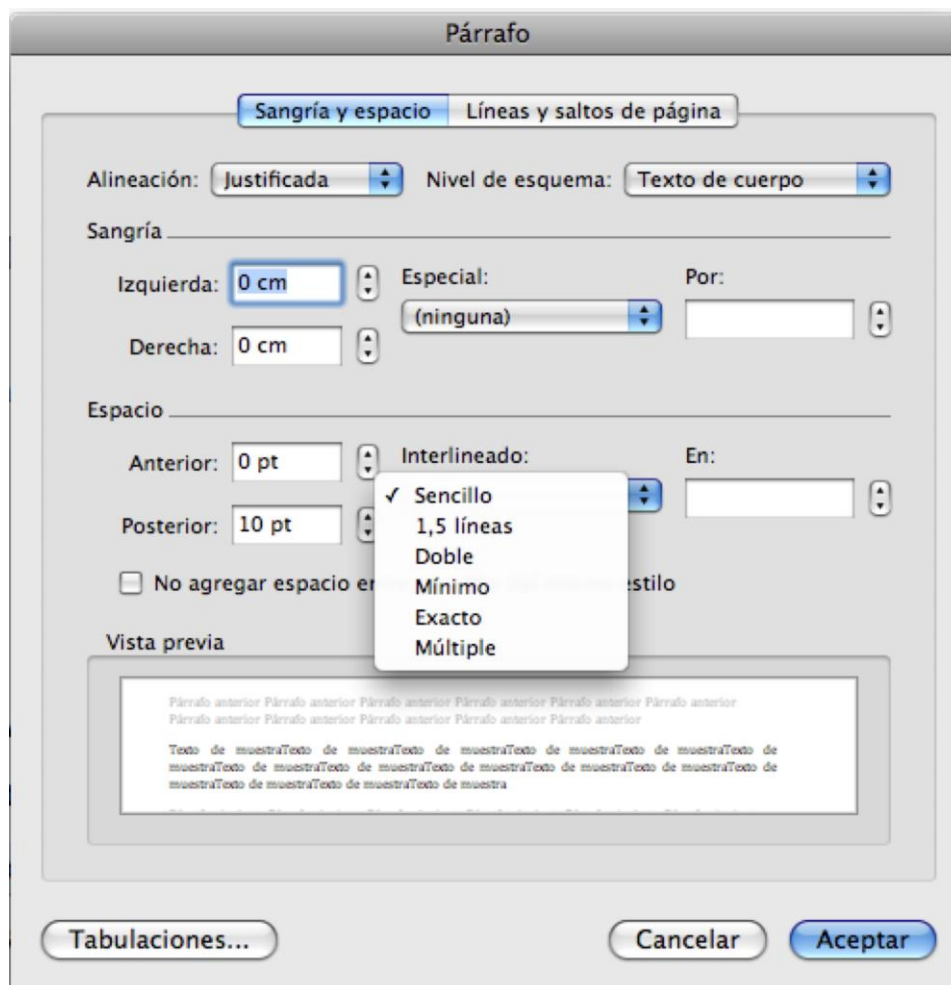 Párrafo
Sangría y espacio Líneas y saltos de página
Alineación: Justificada Nivel de esquema: Texto de cuerpo
Sangría
Izquierda: 0 cm Especial: Por:
(ninguna)
Derecha: 0 cm
Espacio
Anterior: 0 pt Interlineado: En:
✓ Sencillo
Posterior: 10 pt 1,5 líneas
Doble
No agregar espacio estilo
Mínimo
Exacto
Múltiple
Vista previa
Párrafo anterior Párrafo anterior Párrafo anterior Párrafo anterior Párrafo anterior Párrafo anterior
Párrafo anterior Párrafo anterior Párrafo anterior Párrafo anterior Párrafo anterior
Texto de muestraTexto de muestraTexto de muestraTexto de muestraTexto de muestraTexto de
muestraTexto de muestraTexto de muestraTexto de muestraTexto de muestraTexto de
muestraTexto de muestraTexto de muestraTexto de muestra
Tabulaciones... Cancelar Aceptar